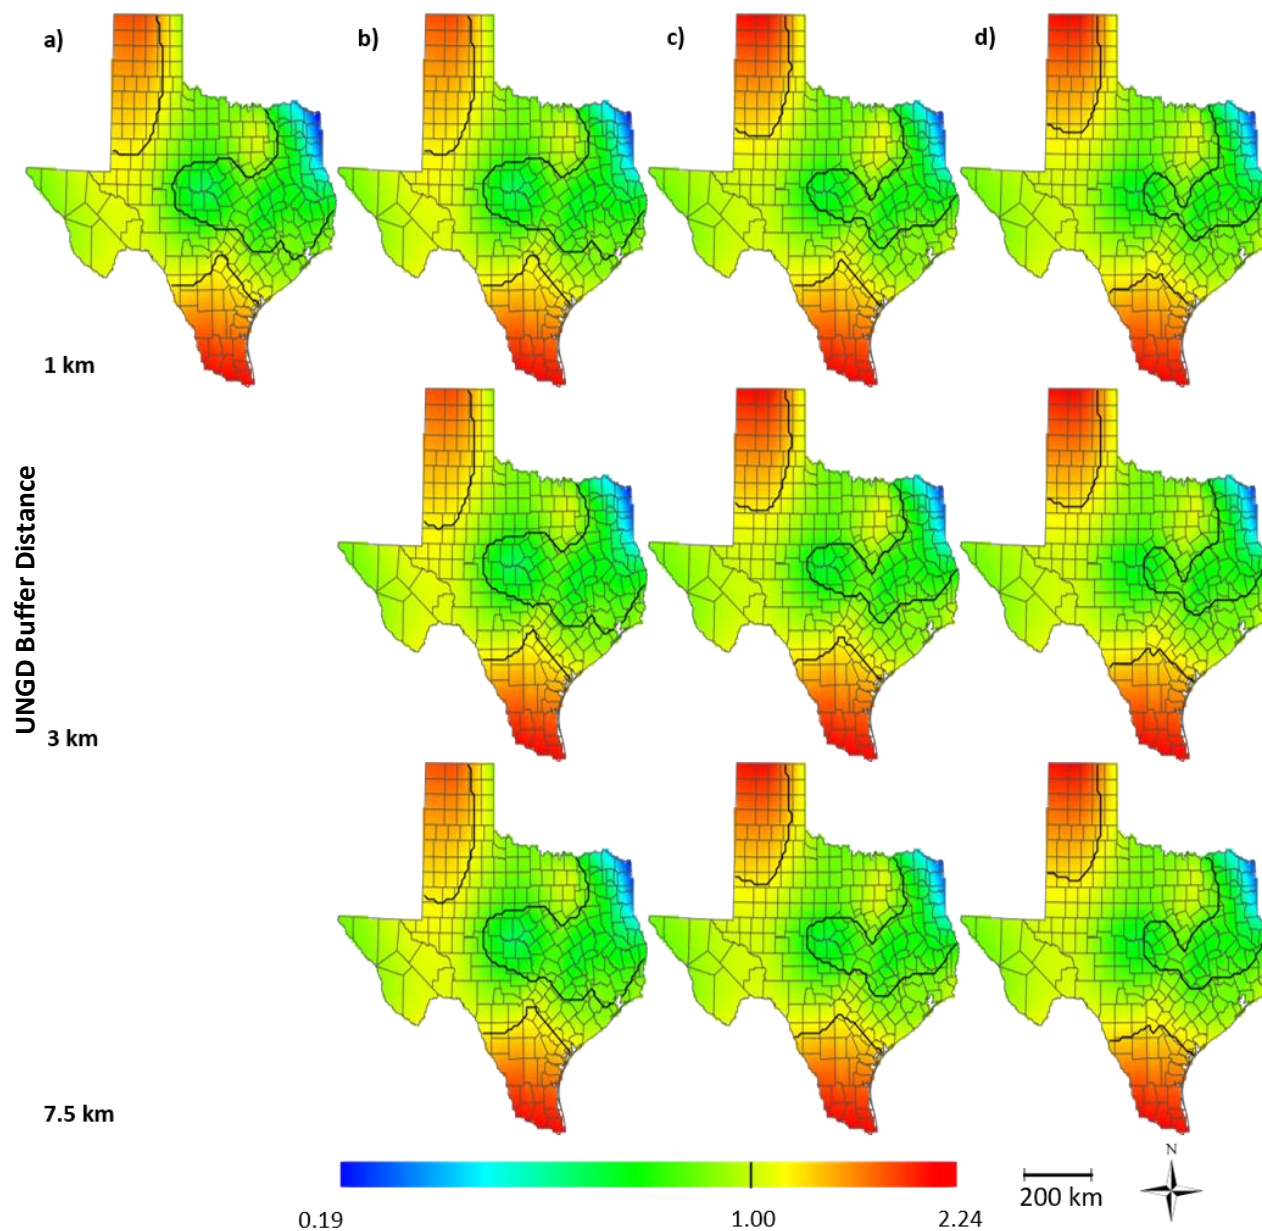 a)
b)
c)
d)
1 km
UNGD Buffer Distance
3 km
7.5 km
N
200 km
0.19
1.00
2.24